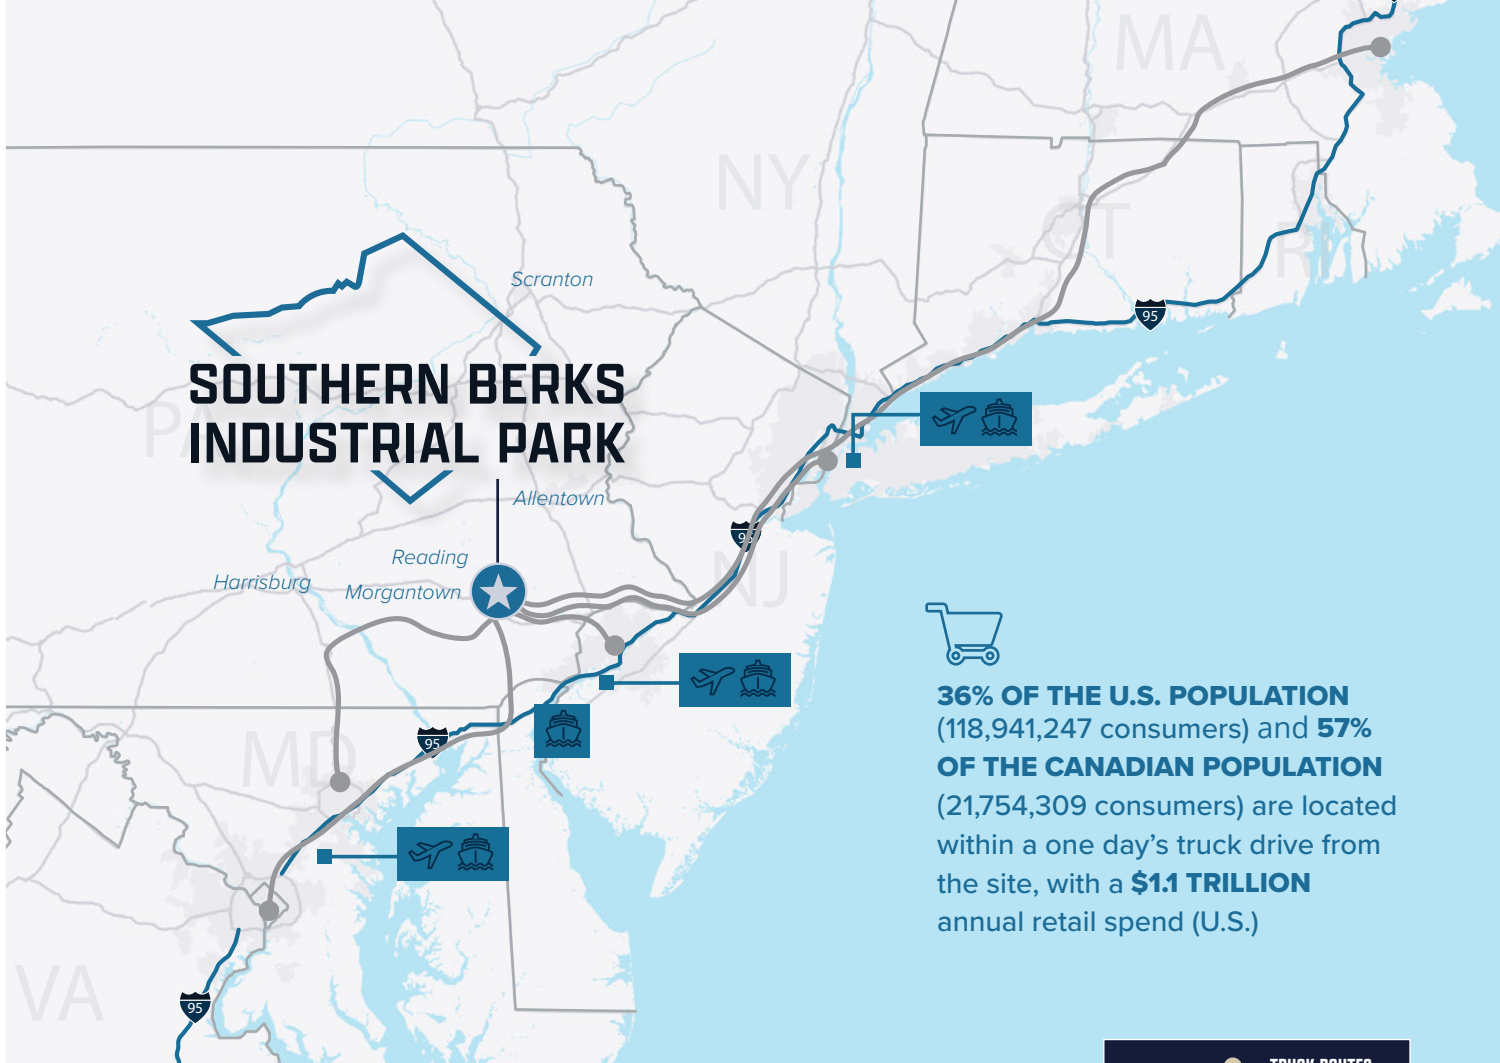 MA
NY
CT
RI
Scranton
95
PA
SOUTHERN BERKS
INDUSTRIAL PARK
Allentown
95
NJ
Reading
Harrisburg
Morgantown
36% OF THE U.S. POPULATION
(118,941,247 consumers) and 57%
OF THE CANADIAN POPULATION
(21,754,309 consumers) are located
within a one day's truck drive from
the site, with a $1.1 TRILLION
annual retail spend (U.S.)
MD
95
VA
95
TRUCK ROUTES